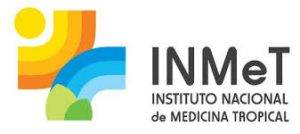 INMeT
INSTITUTO NACIONAL
de MEDICINA TROPICAL